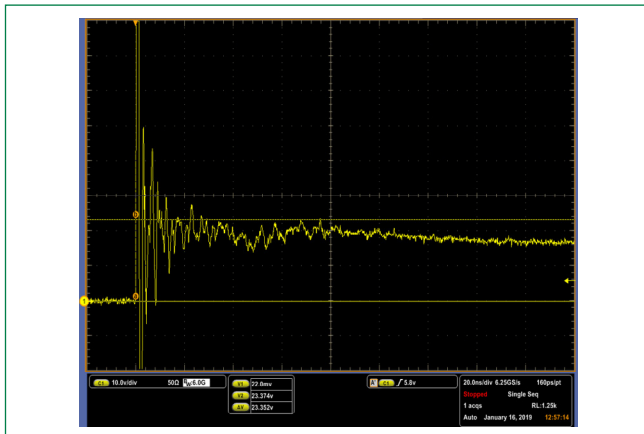 1
C1 10.0v/div 50Ω BW:6.0G
V1 22.0mv
V2 23.374v
ΔV 23.352v
A' C1 / 5.8v
20.0ns/div 6.25GS/s 160ps/pt
Stopped Single Seq
1 acqs RL:1.25k
Auto January 16, 2019 12:57:14